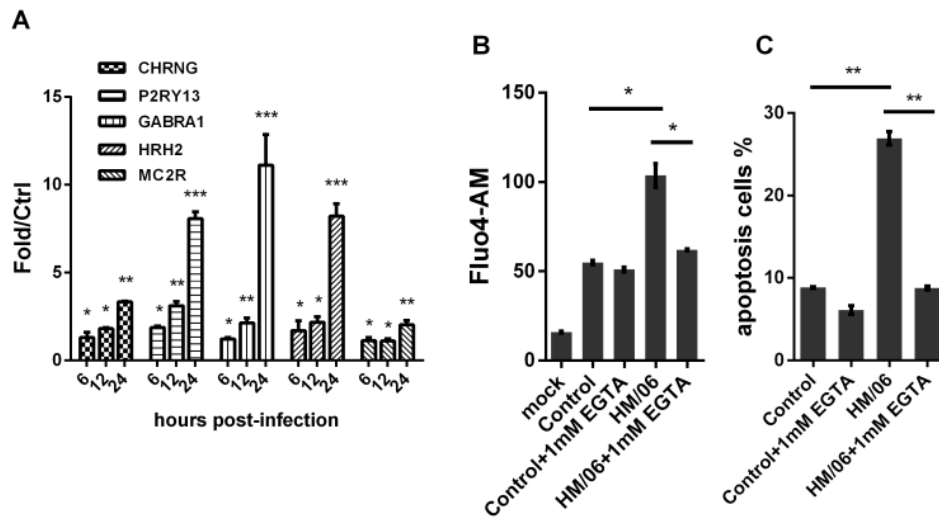 A
CHRNG
P2RY13
GABRA1
HRH2
MC2R
15
10
5
0
Fold/Ctrl
* * **
* ** ***
* ** ***
* * ***
* * **
6 12 24 6 12 24 6 12 24 6 12 24 6 12 24
hours post-infection
B
150
100
50
0
Fluo4-AM
*
*
mock
Control
Control+1mM EGTA
HM/06
HM/06+1mM EGTA
C
30
20
10
0
apoptosis cells %
**
**
Control
Control+1mM EGTA
HM/06
HM/06+1mM EGTA